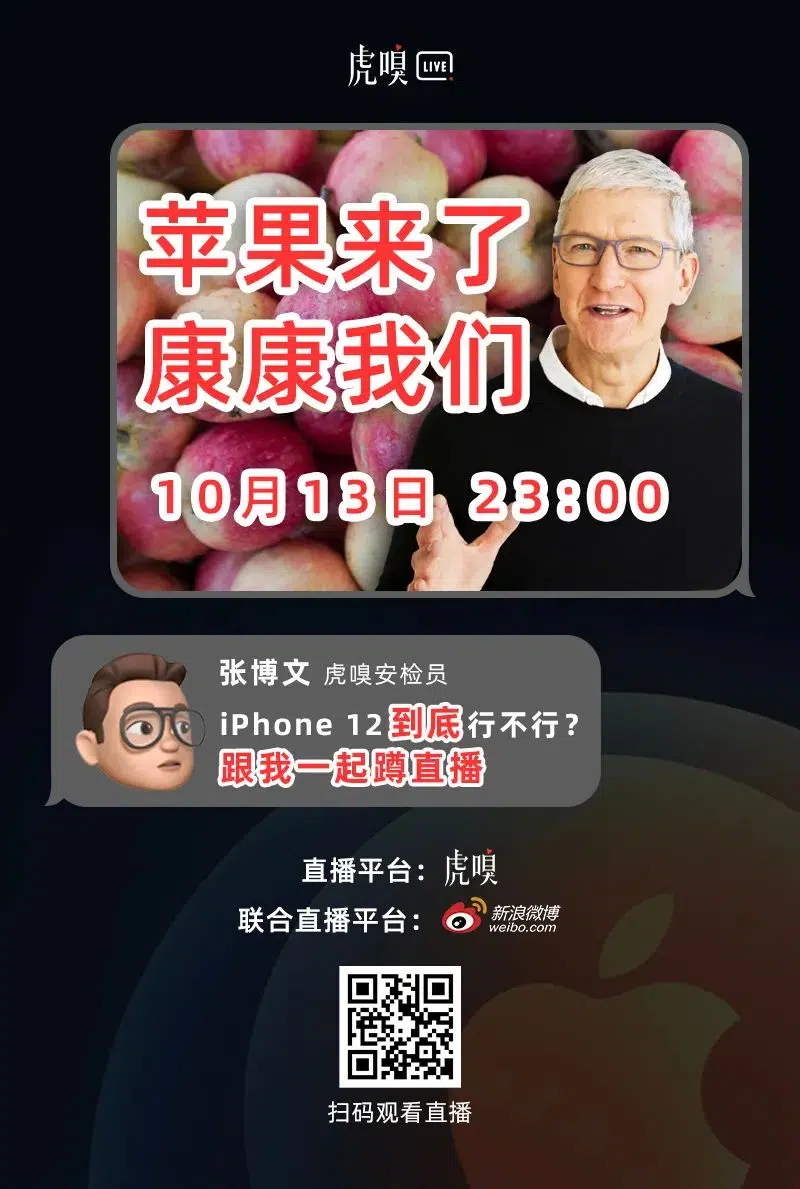 虎嗅 LIVE
苹果来了
康康我们
10月13日 23:00
张博文 虎嗅安检员
iPhone 12到底行不行?
跟我一起蹲直播
直播平台：虎嗅
联合直播平台：新浪微博
weibo.com
扫码观看直播